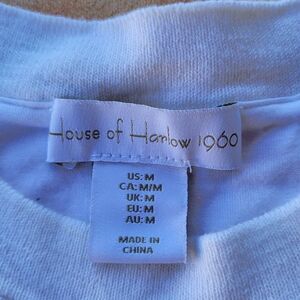 House of Harlow 1960
US: M
CA: M/M
UK: M
EU: M
AU: M
MADE IN
CHINA